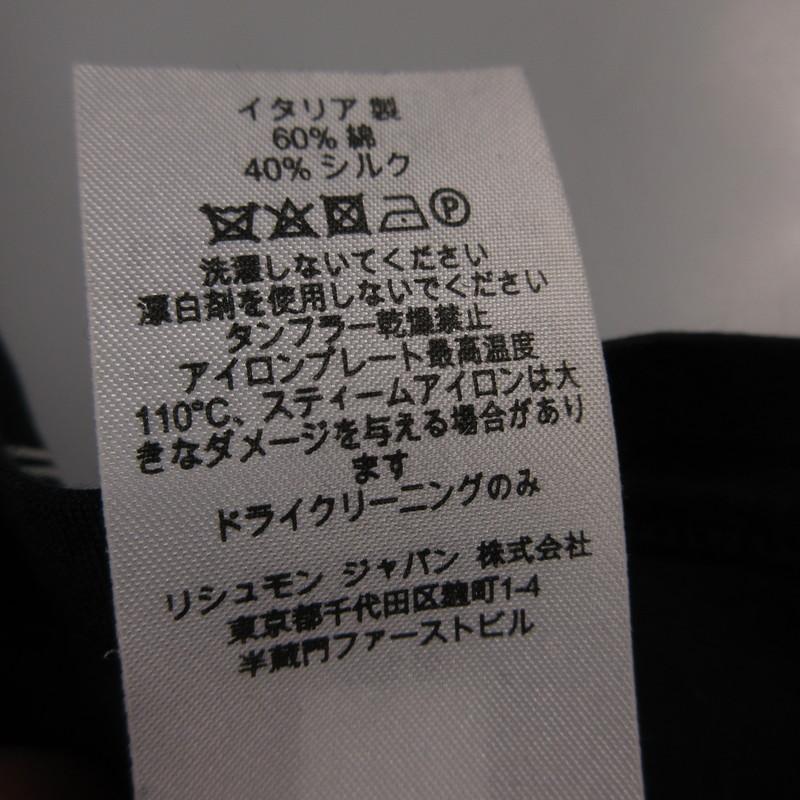 イタリア製
60% 綿
40% シルク
P
洗濯しないてください
漂白剤を使用しないでください
タンブラー乾燥禁止
アイロンプレート最高温度
110°C、スティームアイロンは大
きなダメージを与える場合があり
ます
ドライクリーニングのみ
リシュモン ジャパン 株式会社
東京都千代田区麹町1-4
半蔵門ファーストビル